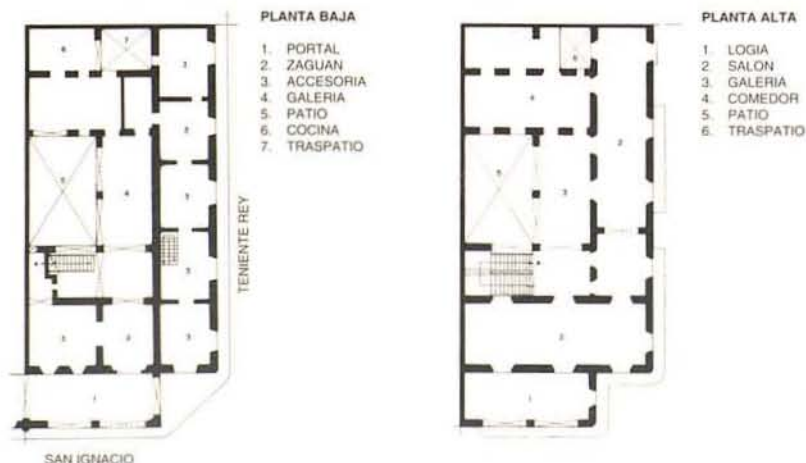 PLANTA BAJA
1. PORTAL
2. ZAGUAN
3. ACCESORIA
4. GALERIA
5. PATIO
6. COCINA
7. TRASPATIO
TENIENTE REY
SAN IGNACIO
PLANTA ALTA
1 LOGIA
2. SALON
3. GALERIA
4. COMEDOR
5. PATIO
6. TRASPATIO